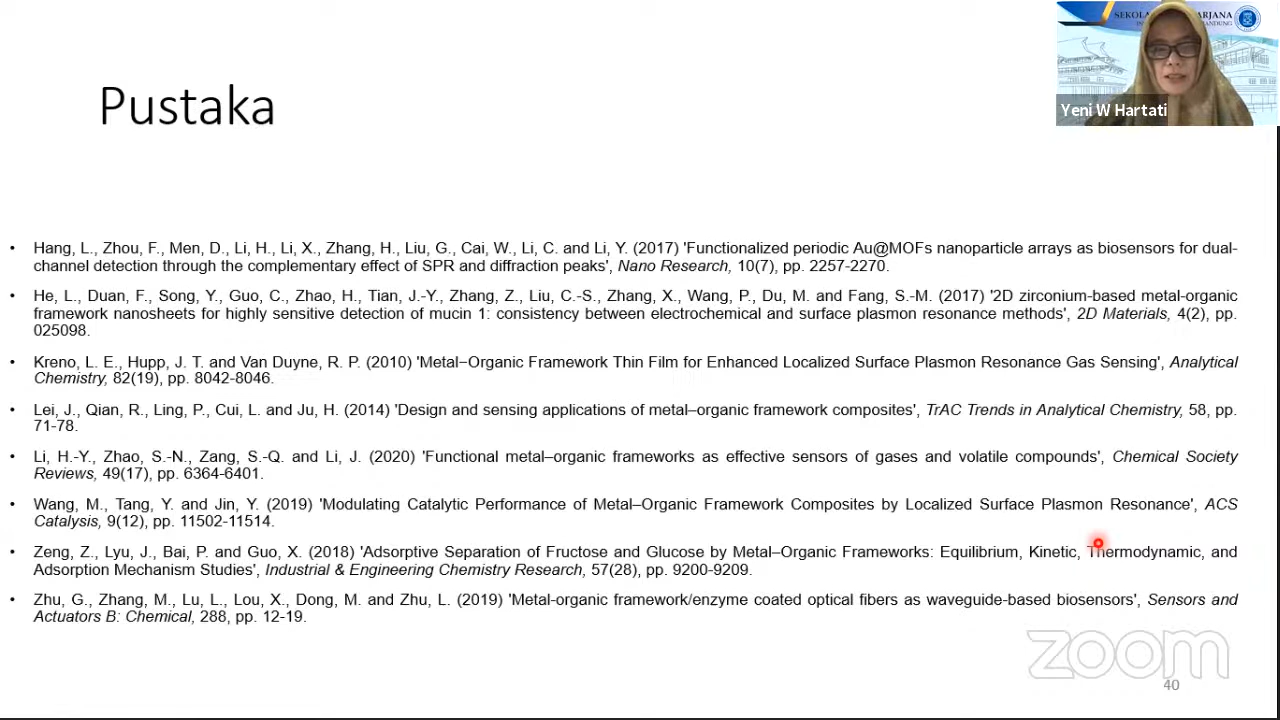 SEKOLA
ARJANA
ANDUNG
Yeni W Hartati
Pustaka
• Hang, L., Zhou, F., Men, D., Li, H., Li, X., Zhang, H., Liu, G., Cai, W., Li, C. and Li, Y. (2017) 'Functionalized periodic Au@MOFs nanoparticle arrays as biosensors for dual-
channel detection through the complementary effect of SPR and diffraction peaks', Nano Research, 10(7), pp. 2257-2270.
• He, L., Duan, F., Song, Y., Guo, C., Zhao, H., Tian, J.-Y., Zhang, Z., Liu, C.-S., Zhang, X., Wang, P., Du, M. and Fang, S.-M. (2017) '2D zirconium-based metal-organic
framework nanosheets for highly sensitive detection of mucin 1: consistency between electrochemical and surface plasmon resonance methods', 2D Materials, 4(2), pp.
025098.
• Kreno, L. E., Hupp, J. T. and Van Duyne, R. P. (2010) 'Metal−Organic Framework Thin Film for Enhanced Localized Surface Plasmon Resonance Gas Sensing', Analytical
Chemistry, 82(19), pp. 8042-8046.
• Lei, J., Qian, R., Ling, P., Cui, L. and Ju, H. (2014) 'Design and sensing applications of metal–organic framework composites', TrAC Trends in Analytical Chemistry, 58, pp.
71-78.
• Li, H.-Y., Zhao, S.-N., Zang, S.-Q. and Li, J. (2020) 'Functional metal–organic frameworks as effective sensors of gases and volatile compounds', Chemical Society
Reviews, 49(17), pp. 6364-6401.
• Wang, M., Tang, Y. and Jin, Y. (2019) 'Modulating Catalytic Performance of Metal–Organic Framework Composites by Localized Surface Plasmon Resonance', ACS
Catalysis, 9(12), pp. 11502-11514.
• Zeng, Z., Lyu, J., Bai, P. and Guo, X. (2018) 'Adsorptive Separation of Fructose and Glucose by Metal–Organic Frameworks: Equilibrium, Kinetic, Thermodynamic, and
Adsorption Mechanism Studies', Industrial & Engineering Chemistry Research, 57(28), pp. 9200-9209.
• Zhu, G., Zhang, M., Lu, L., Lou, X., Dong, M. and Zhu, L. (2019) 'Metal-organic framework/enzyme coated optical fibers as waveguide-based biosensors', Sensors and
Actuators B: Chemical, 288, pp. 12-19.
zoom
40